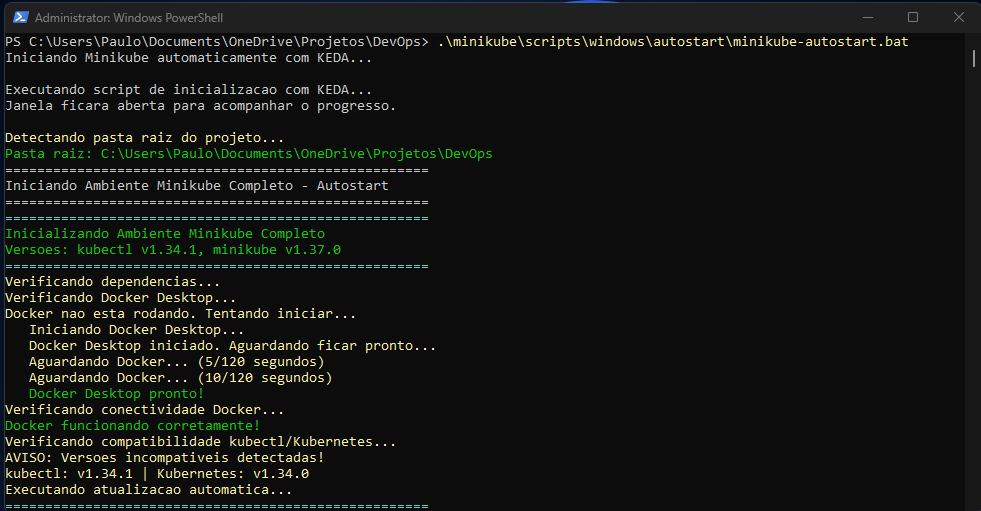 Administrator: Windows PowerShell
PS C:\Users\Paulo\Documents\OneDrive\Projetos\DevOps> .\minikube\scripts\windows\autostart\minikube-autostart.bat
Iniciando Minikube automaticamente com KEDA...
Executando script de inicializacao com KEDA...
Janela ficara aberta para acompanhar o progresso.
Detectando pasta raiz do projeto...
Pasta raiz: C:\Users\Paulo\Documents\OneDrive\Projetos\DevOps
=====================================================
Iniciando Ambiente Minikube Completo - Autostart
=====================================================
=====================================================
Inicializando Ambiente Minikube Completo
Versoes: kubectl v1.34.1, minikube v1.37.0
=====================================================
Verificando dependencias...
Verificando Docker Desktop...
Docker nao esta rodando. Tentando iniciar...
Iniciando Docker Desktop...
Docker Desktop iniciado. Aguardando ficar pronto...
Aguardando Docker... (5/120 segundos)
Aguardando Docker... (10/120 segundos)
Docker Desktop pronto!
Verificando conectividade Docker...
Docker funcionando corretamente!
Verificando compatibilidade kubectl/Kubernetes...
AVISO: Versoes incompativeis detectadas!
kubectl: v1.34.1 | Kubernetes: v1.34.0
Executando atualizacao automatica...
=====================================================